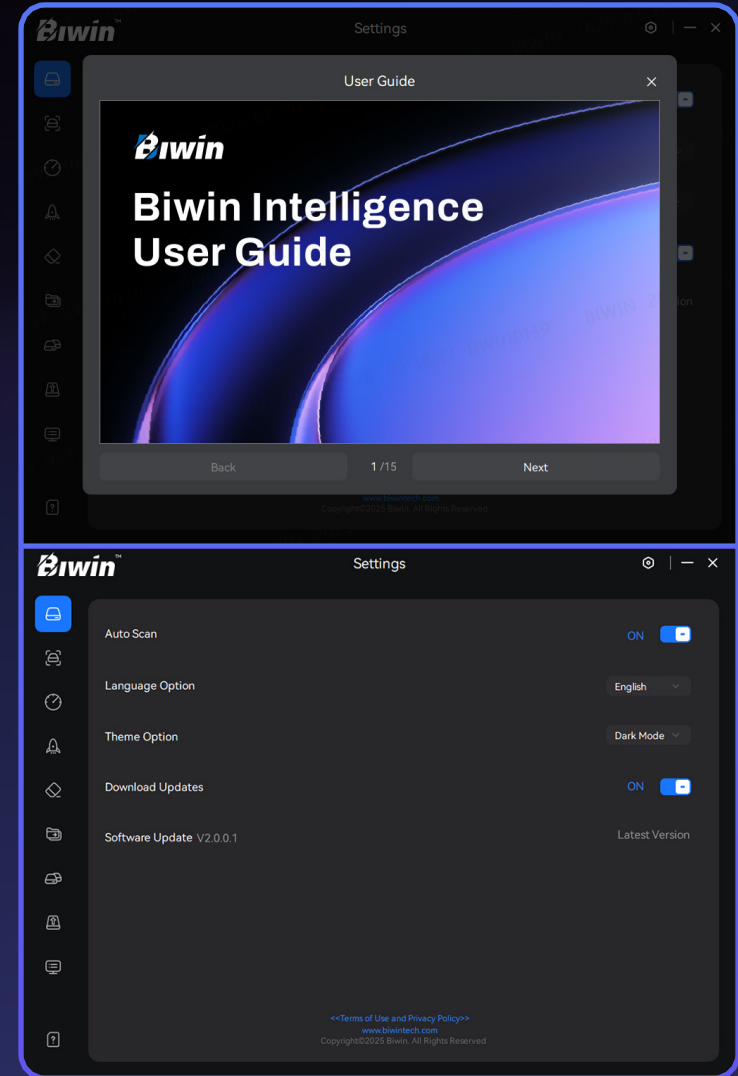 Biwin™
Settings
User Guide
Biwin
Biwin Intelligence
User Guide
BIWIN
Back
1 /15
Next
www.biwintech.com
Copyright©2025 Biwin. All Rights Reserved
Biwin™
Settings
Auto Scan
ON
Language Option
English
Theme Option
Dark Mode
Download Updates
ON
Software Update V2.0.0.1
Latest Version
<<Terms of Use and Privacy Policy>>
www.biwintech.com
Copyright©2025 Biwin. All Rights Reserved